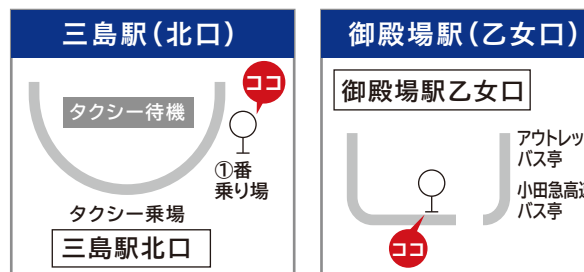 三島駅(北口)
ココ
タクシー待機
①番
乗り場
タクシー乗場
三島駅北口
御殿場駅(乙女口)
御殿場駅乙女口
アウトレッ
バス亭
小田急高速
バス亭
ココ